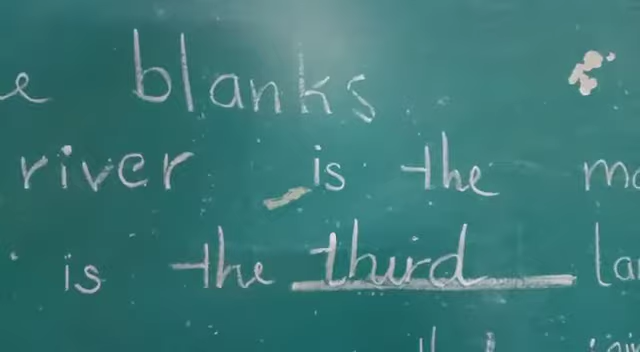 e blanks
river is the
is the third